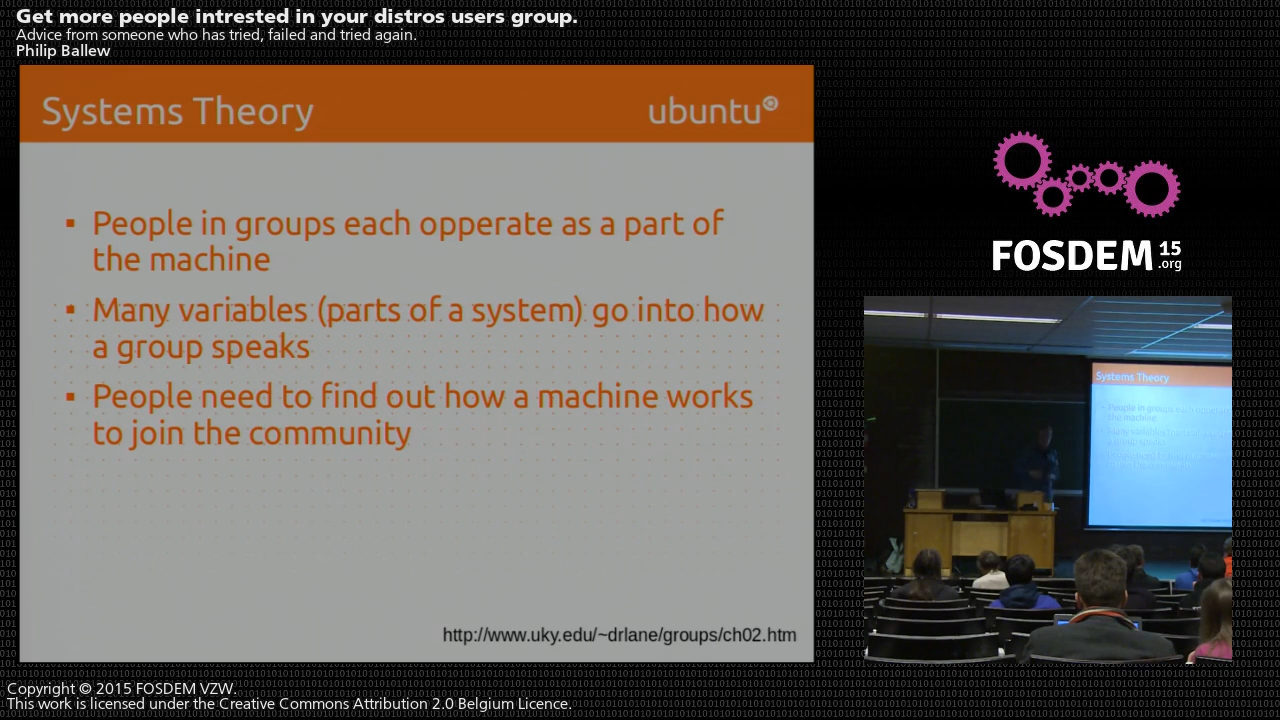 Get more people intrested in your distros users group.
Advice from someone who has tried, failed and tried again.
Philip Ballew
Systems Theory
ubuntu
▪ People in groups each opperate as a part of
the machine
▪ Many variables (parts of a system) go into how
a group speaks
▪ People need to find out how a machine works
to join the community
http://www.uky.edu/~drlane/groups/ch02.htm
FOSDEM 15
.org
Systems Theory
Copyright © 2015 FOSDEM VZW.
This work is licensed under the Creative Commons Attribution 2.0 Belgium Licence.